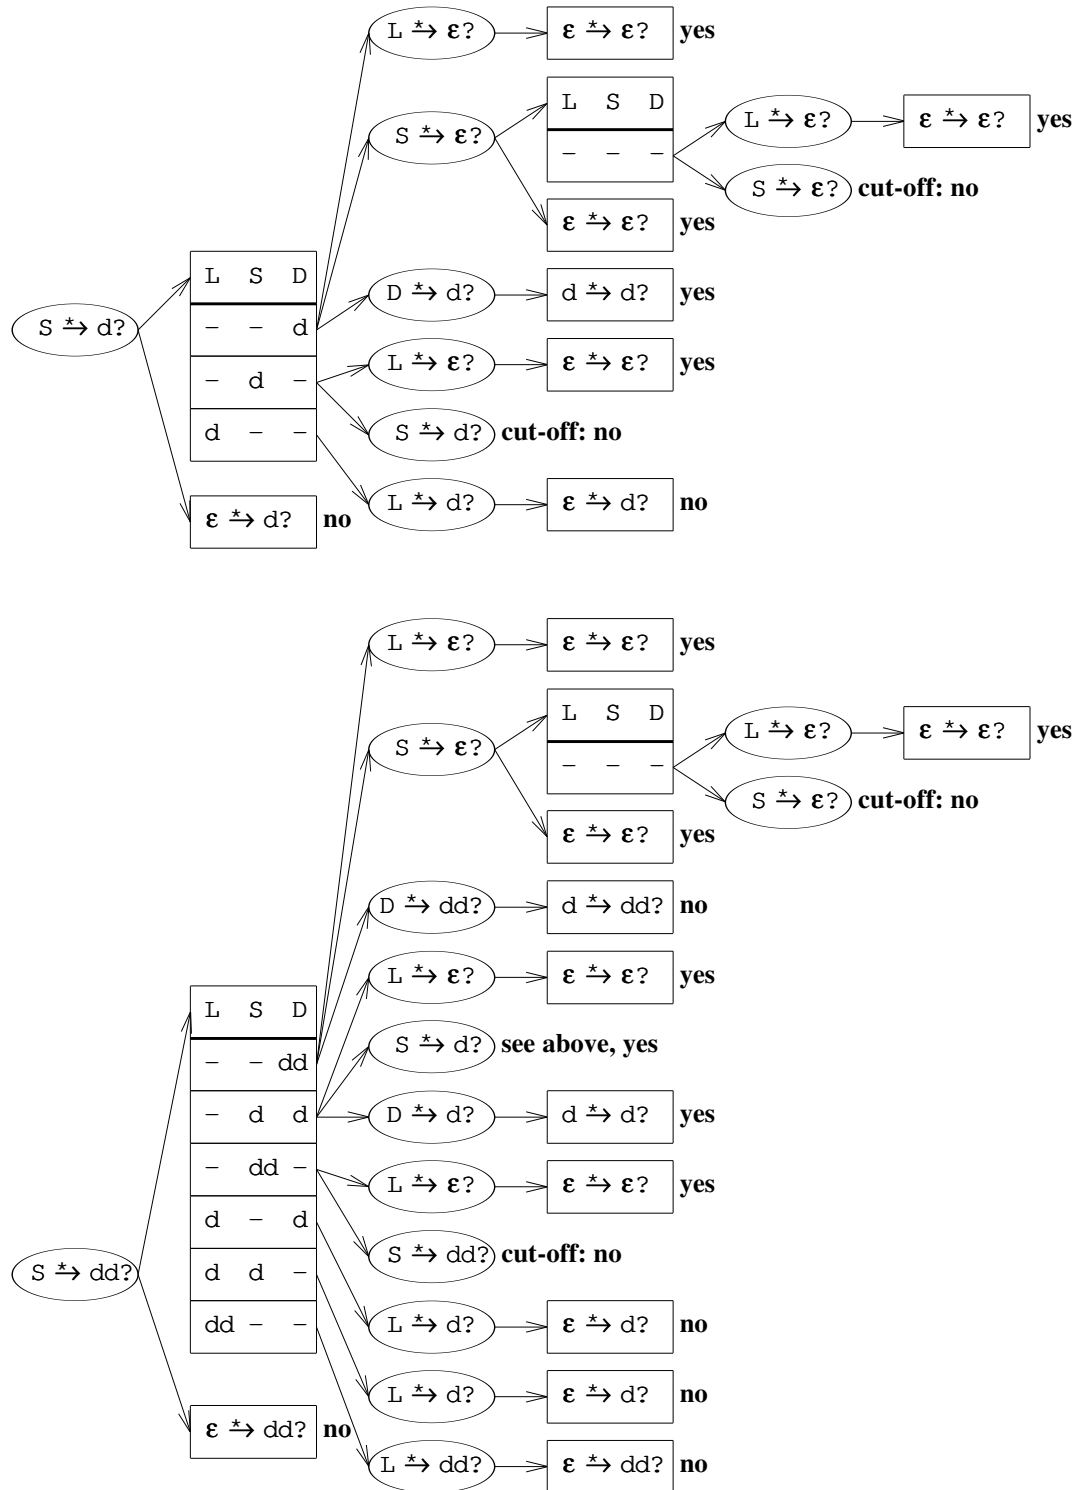 L *→ ε? ε *→ ε? yes
L S D
L *→ ε? ε *→ ε? yes
S *→ ε?
– – –
S *→ ε? cut-off: no
ε *→ ε? yes
L S D
D *→ d? d *→ d? yes
S *→ d? – – d
L *→ ε? ε *→ ε? yes
– d –
d – – S *→ d? cut-off: no
L *→ d? ε *→ d? no
ε *→ d? no
L *→ ε? ε *→ ε? yes
L S D
L *→ ε? ε *→ ε? yes
S *→ ε?
– – –
S *→ ε? cut-off: no
ε *→ ε? yes
D *→ dd? d *→ dd? no
L *→ ε? ε *→ ε? yes
L S D
S *→ d? see above, yes
– – dd
– d d D *→ d? d *→ d? yes
– dd –
L *→ ε? ε *→ ε? yes
d – d
S *→ dd? cut-off: no
S *→ dd? d d –
dd – – L *→ d? ε *→ d? no
L *→ d? ε *→ d? no
ε *→ dd? no
L *→ dd? ε *→ dd? no